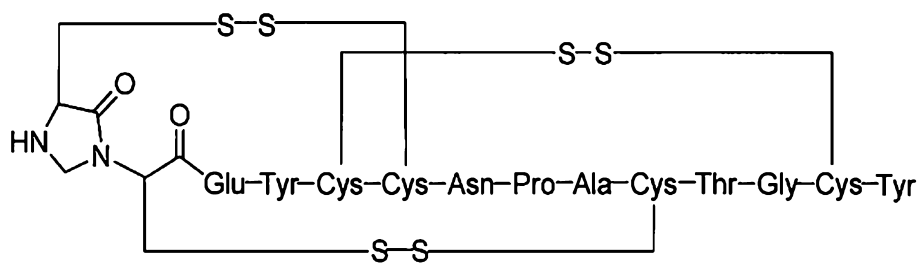 S–S
S–S
O
O
HN
N
Glu–Tyr–Cys–Cys–Asn–Pro–Ala–Cys–Thr–Gly–Cys–Tyr
S–S